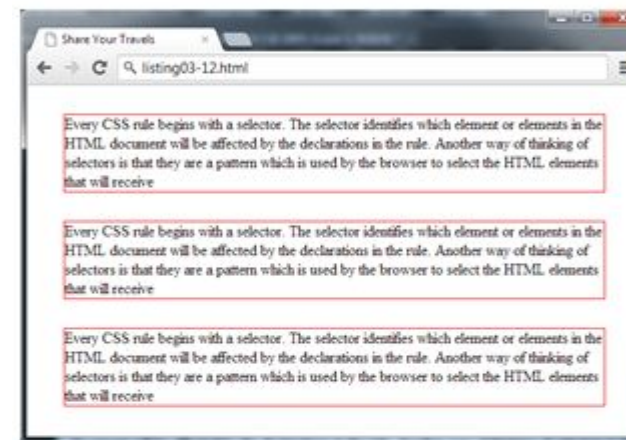 Share Your Travels
listing03-12.html
Every CSS rule begins with a selector. The selector identifies which element or elements in the
HTML document will be affected by the declarations in the rule. Another way of thinking of
selectors is that they are a pattern which is used by the browser to select the HTML elements
that will receive
Every CSS rule begins with a selector. The selector identifies which element or elements in the
HTML document will be affected by the declarations in the rule. Another way of thinking of
selectors is that they are a pattern which is used by the browser to select the HTML elements
that will receive
Every CSS rule begins with a selector. The selector identifies which element or elements in the
HTML document will be affected by the declarations in the rule. Another way of thinking of
selectors is that they are a pattern which is used by the browser to select the HTML elements
that will receive